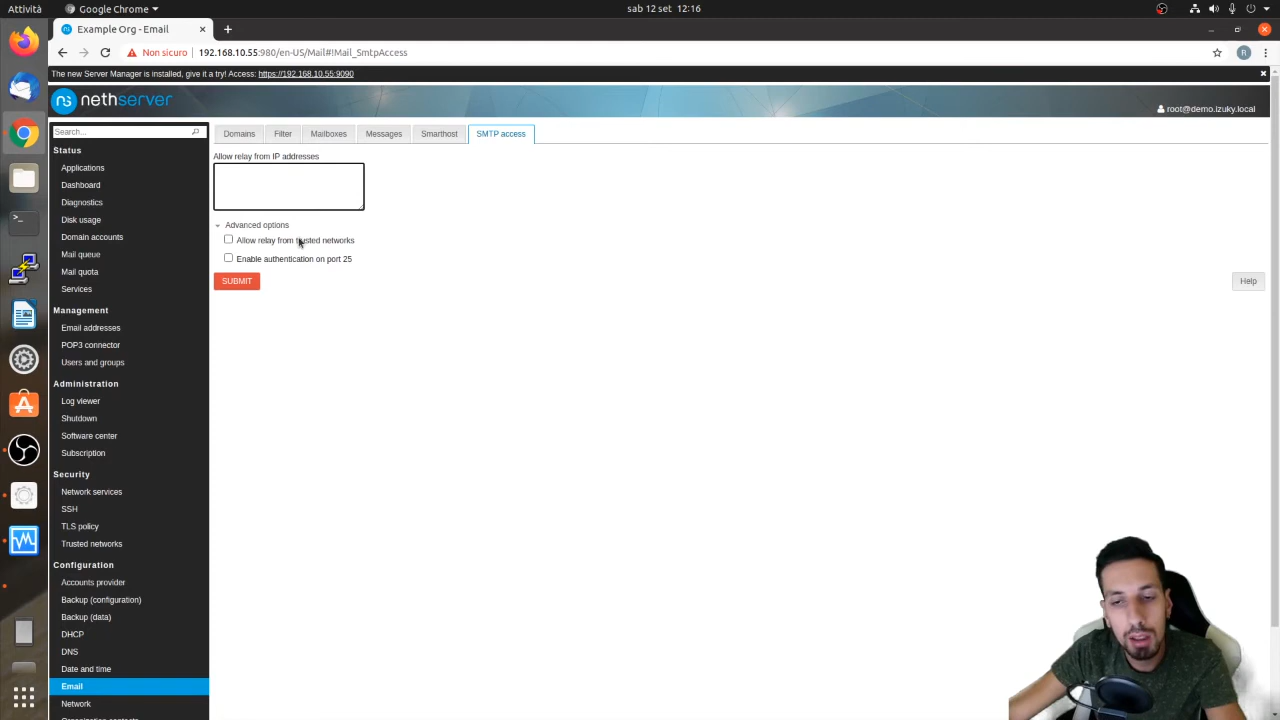 Attività
Google Chrome
sab 12 set 12:16
Example Org - Email
Non sicuro
192.168.10.55:980/en-US/Mail#!Mail_SmtpAccess
R
The new Server Manager is installed, give it a try! Access: https://192.168.10.55:9090
nethserver
root@demo.izuky.local
Search...
Status
Applications
Dashboard
Diagnostics
Disk usage
Domain accounts
Mail queue
Mail quota
Services
Management
Email addresses
POP3 connector
Users and groups
Administration
Log viewer
Shutdown
Software center
Subscription
Security
Network services
SSH
TLS policy
Trusted networks
Configuration
Accounts provider
Backup (configuration)
Backup (data)
DHCP
DNS
Date and time
Email
Network
Domains
Filter
Mailboxes
Messages
Smarthost
SMTP access
Allow relay from IP addresses
Advanced options
Allow relay from trusted networks
Enable authentication on port 25
SUBMIT
Help